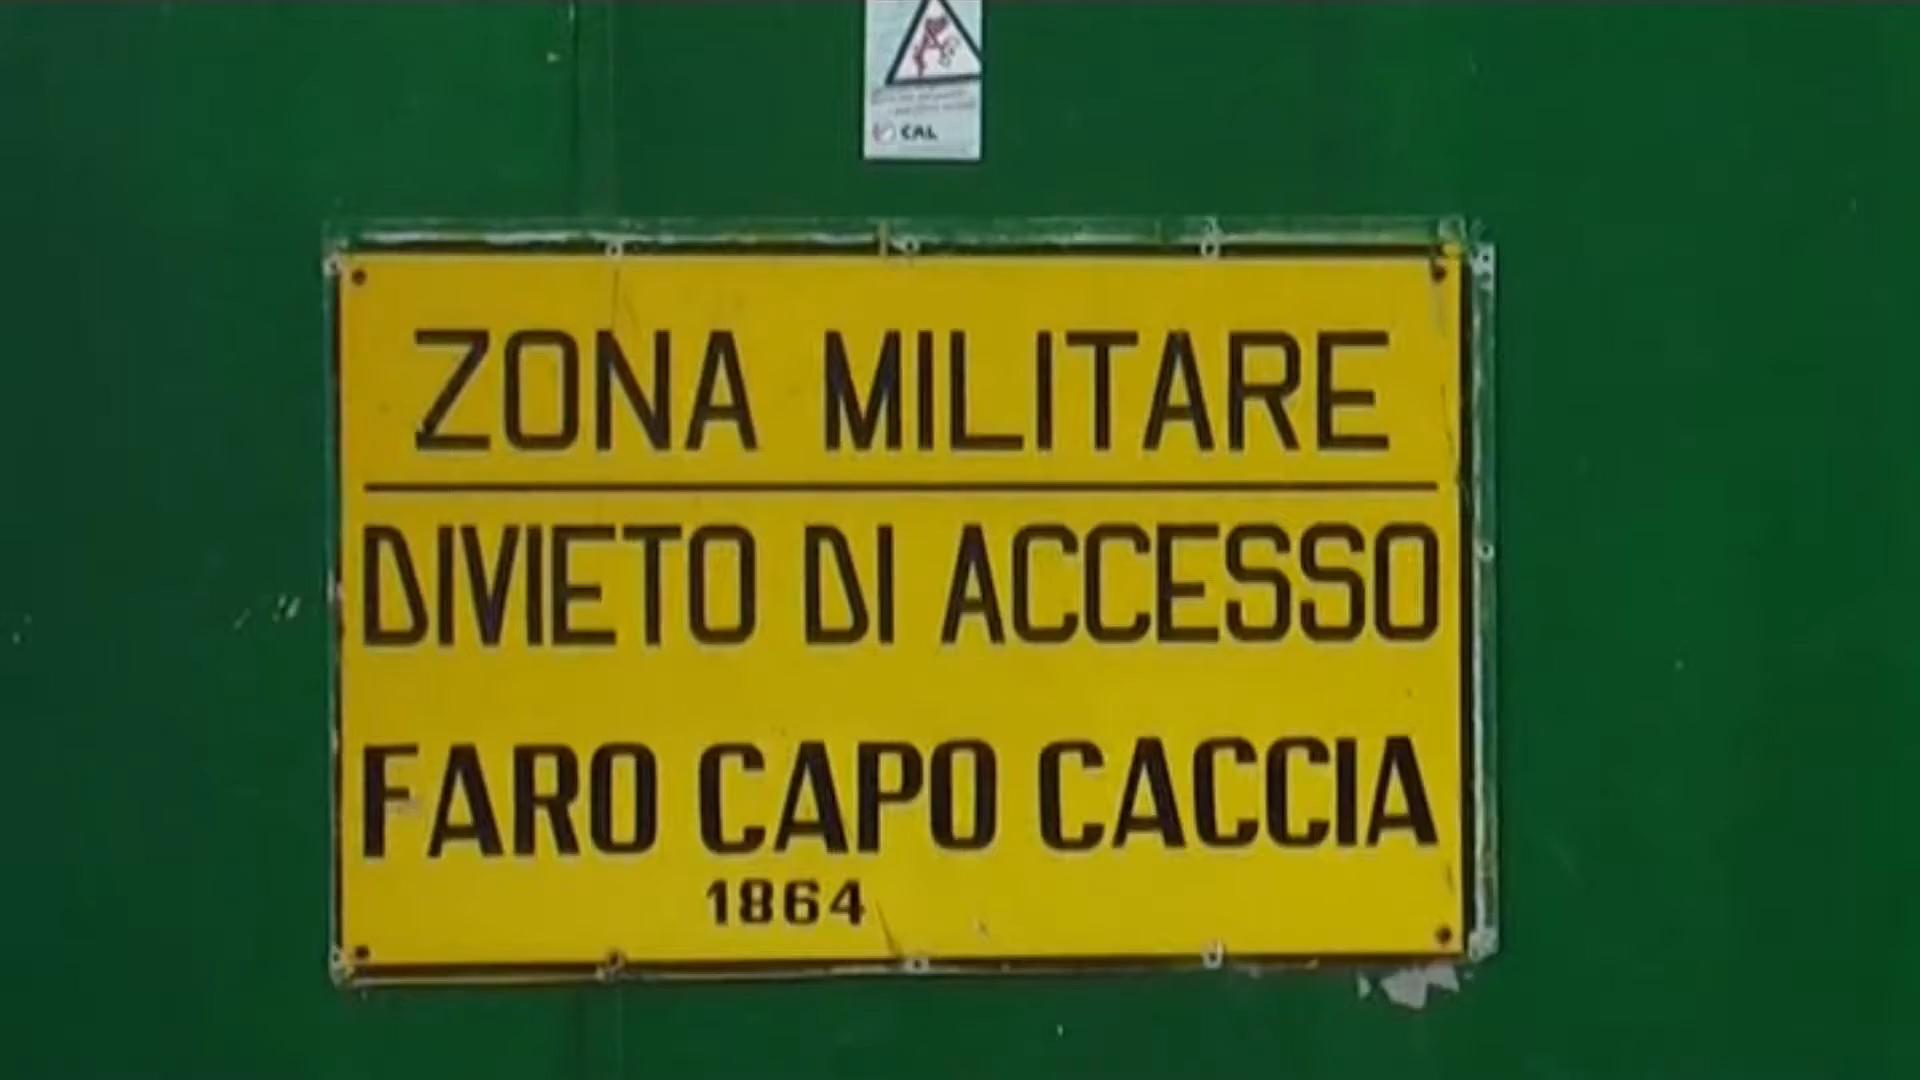 CAL
ZONA MILITARE
DIVIETO DI ACCESSO
FARO CAPO CACCIA
1864